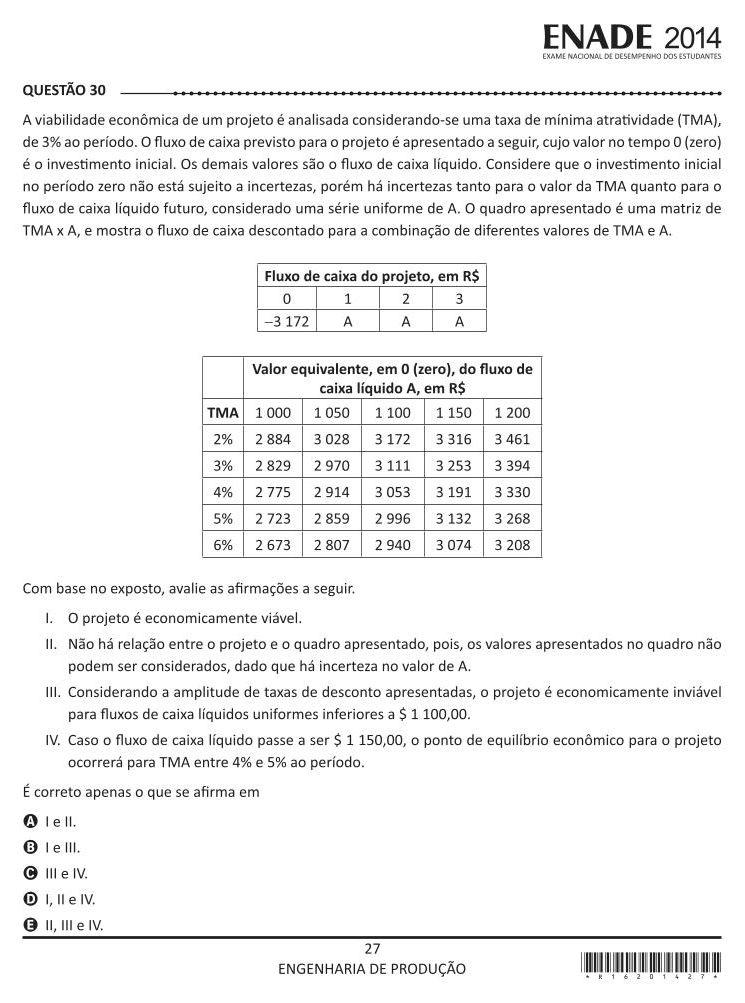 ENADE 2014
EXAME NACIONAL DE DESEMPENHO DOS ESTUDANTES
QUESTÃO 30
A viabilidade econômica de um projeto é analisada considerando-se uma taxa de mínima atratividade (TMA),
de 3% ao período. O fluxo de caixa previsto para o projeto é apresentado a seguir, cujo valor no tempo 0 (zero)
é o investimento inicial. Os demais valores são o fluxo de caixa líquido. Considere que o investimento inicial
no período zero não está sujeito a incertezas, porém há incertezas tanto para o valor da TMA quanto para o
fluxo de caixa líquido futuro, considerado uma série uniforme de A. O quadro apresentado é uma matriz de
TMA x A, e mostra o fluxo de caixa descontado para a combinação de diferentes valores de TMA e A.
Fluxo de caixa do projeto, em R$
0 1 2 3
−3 172 A A A
Valor equivalente, em 0 (zero), do fluxo de
caixa líquido A, em R$
TMA 1 000 1 050 1 100 1 150 1 200
2% 2 884 3 028 3 172 3 316 3 461
3% 2 829 2 970 3 111 3 253 3 394
4% 2 775 2 914 3 053 3 191 3 330
5% 2 723 2 859 2 996 3 132 3 268
6% 2 673 2 807 2 940 3 074 3 208
Com base no exposto, avalie as afirmações a seguir.
I. O projeto é economicamente viável.
II. Não há relação entre o projeto e o quadro apresentado, pois, os valores apresentados no quadro não
podem ser considerados, dado que há incerteza no valor de A.
III. Considerando a amplitude de taxas de desconto apresentadas, o projeto é economicamente inviável
para fluxos de caixa líquidos uniformes inferiores a $ 1 100,00.
IV. Caso o fluxo de caixa líquido passe a ser $ 1 150,00, o ponto de equilíbrio econômico para o projeto
ocorrerá para TMA entre 4% e 5% ao período.
É correto apenas o que se afirma em
A I e II.
B I e III.
C III e IV.
D I, II e IV.
E II, III e IV.
27
ENGENHARIA DE PRODUÇÃO
* R 1 6 2 0 1 4 2 7 *